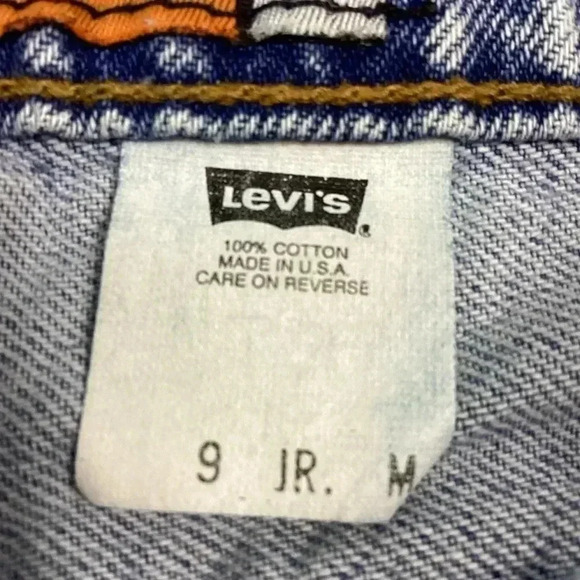 Levi's ®
100% COTTON
MADE IN U.S.A.
CARE ON REVERSE
9 JR. M